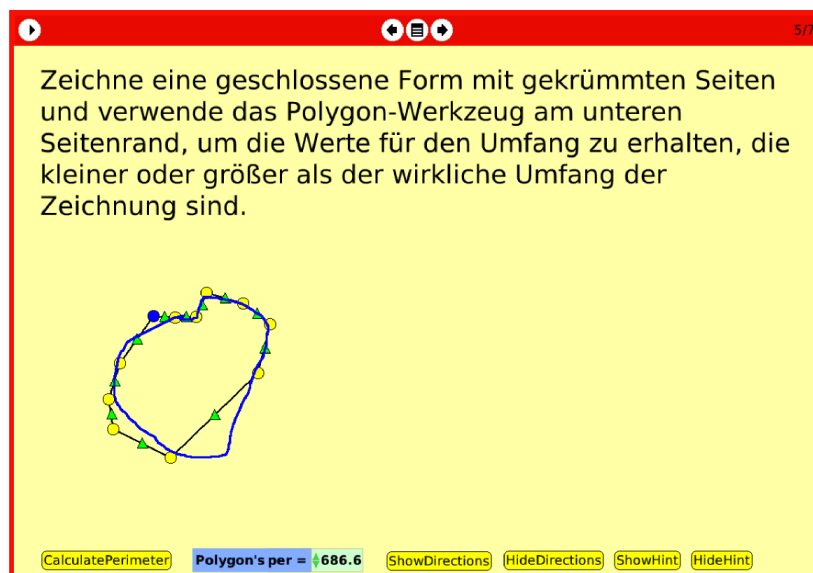 5/7
Zeichne eine geschlossene Form mit gekrümmten Seiten
und verwende das Polygon-Werkzeug am unteren
Seitenrand, um die Werte für den Umfang zu erhalten, die
kleiner oder größer als der wirkliche Umfang der
Zeichnung sind.
CalculatePerimeter Polygon's per = 686.6 ShowDirections HideDirections ShowHint HideHint